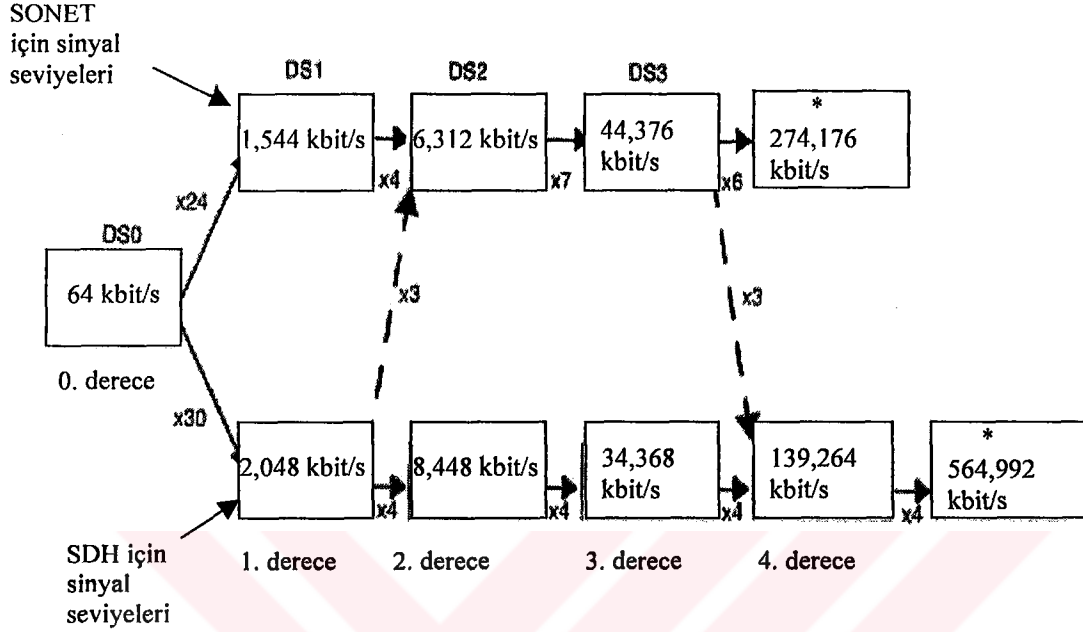 SONET
için sinyal
seviyeleri
DS1
DS2
DS3
1,544 kbit/s
x4
6,312 kbit/s
x7
44,376
kbit/s
x6
*
274,176
kbit/s
x24
DS0
64 kbit/s
0. derece
x3
x3
x30
2,048 kbit/s
x4
8,448 kbit/s
x4
34,368
kbit/s
x4
139,264
kbit/s
x4
*
564,992
kbit/s
SDH için
sinyal
seviyeleri
1. derece
2. derece
3. derece
4. derece